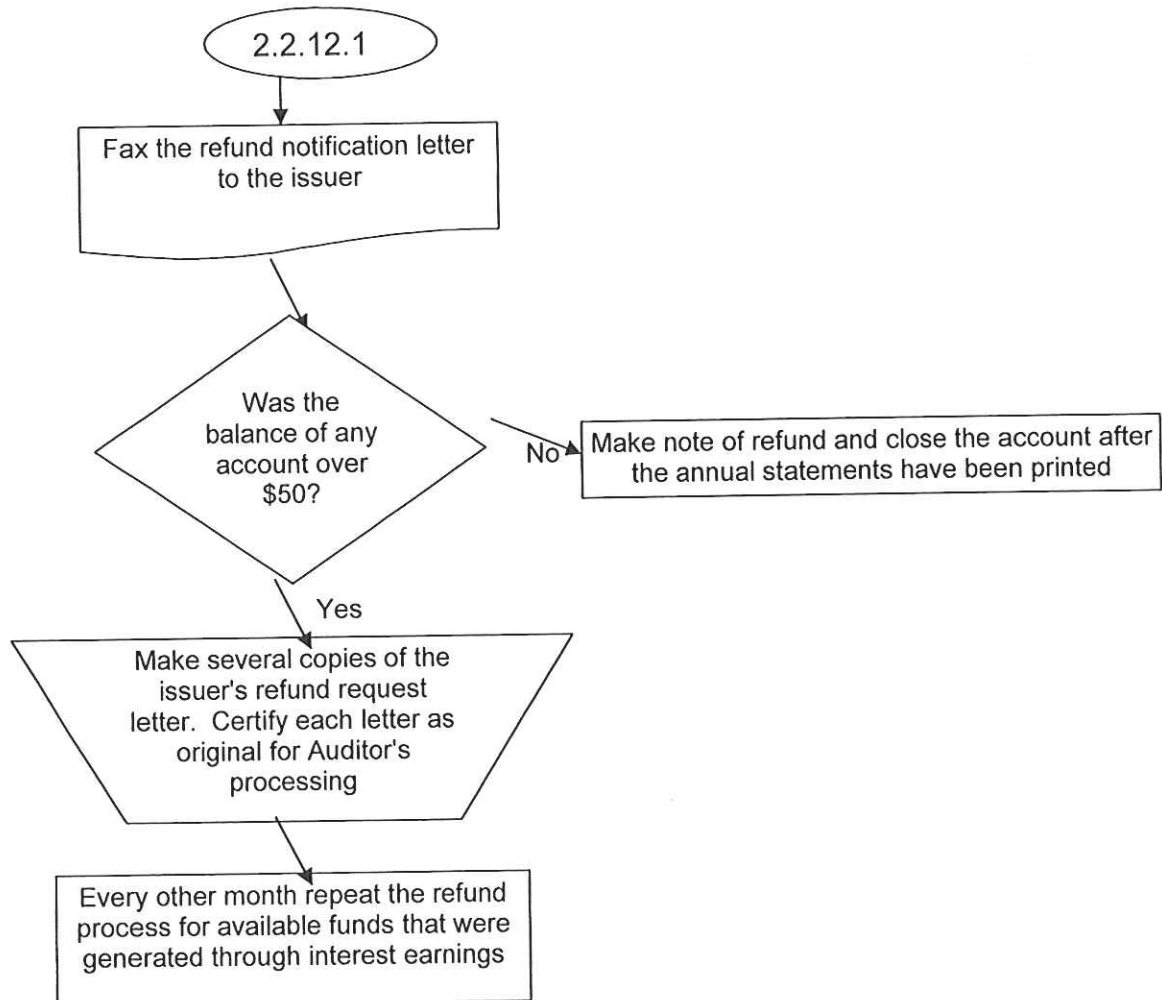 2.2.12.1
Fax the refund notification letter
to the issuer
Was the
balance of any
account over
$50?
No
Make note of refund and close the account after
the annual statements have been printed
Yes
Make several copies of the
issuer's refund request
letter.  Certify each letter as
original for Auditor's
processing
Every other month repeat the refund
process for available funds that were
generated through interest earnings